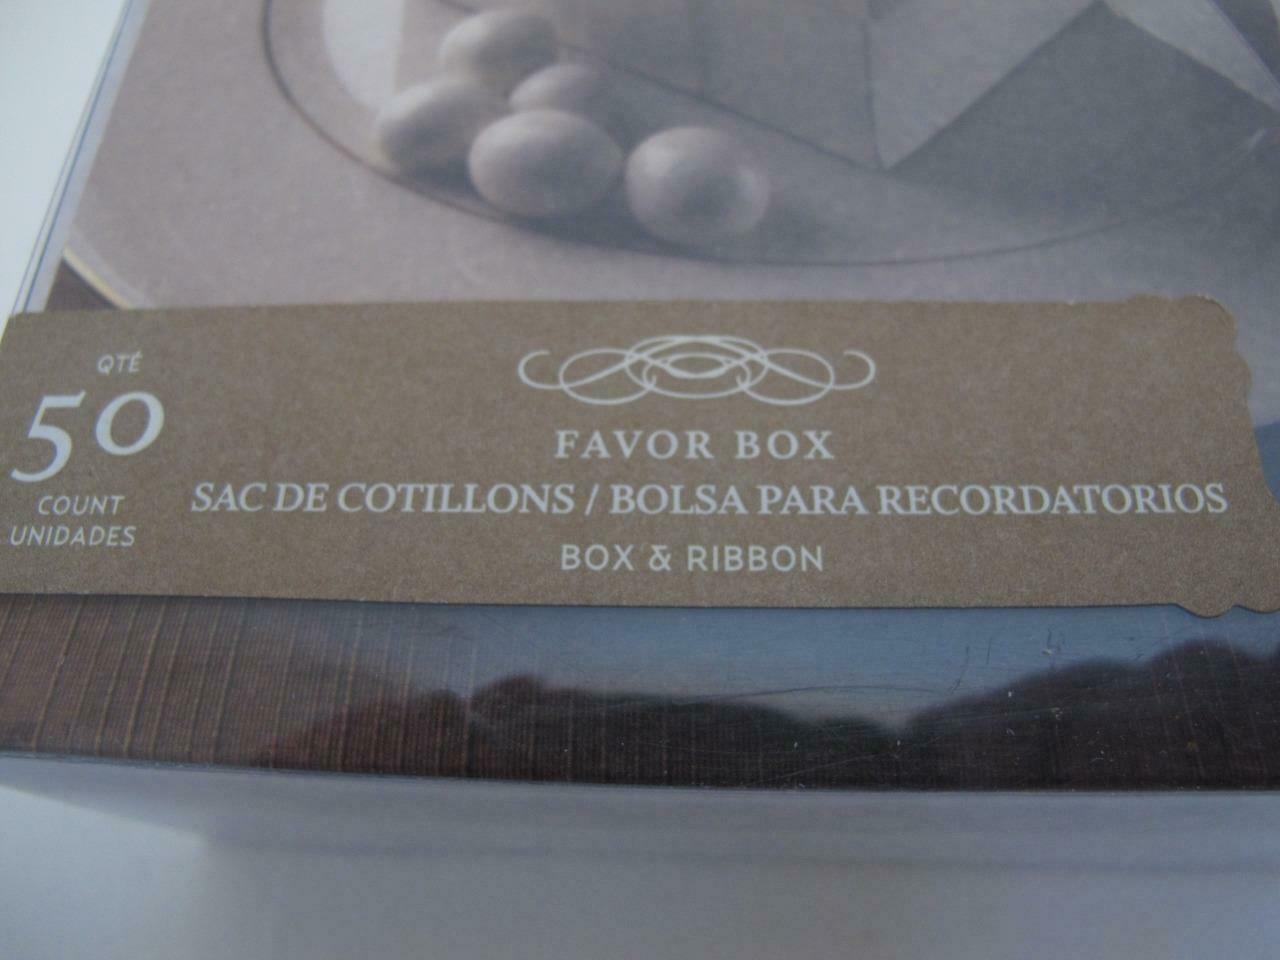 QTÉ
50
COUNT
UNIDADES
FAVOR BOX
SAC DE COTILLONS / BOLSA PARA RECORDATORIOS
BOX & RIBBON